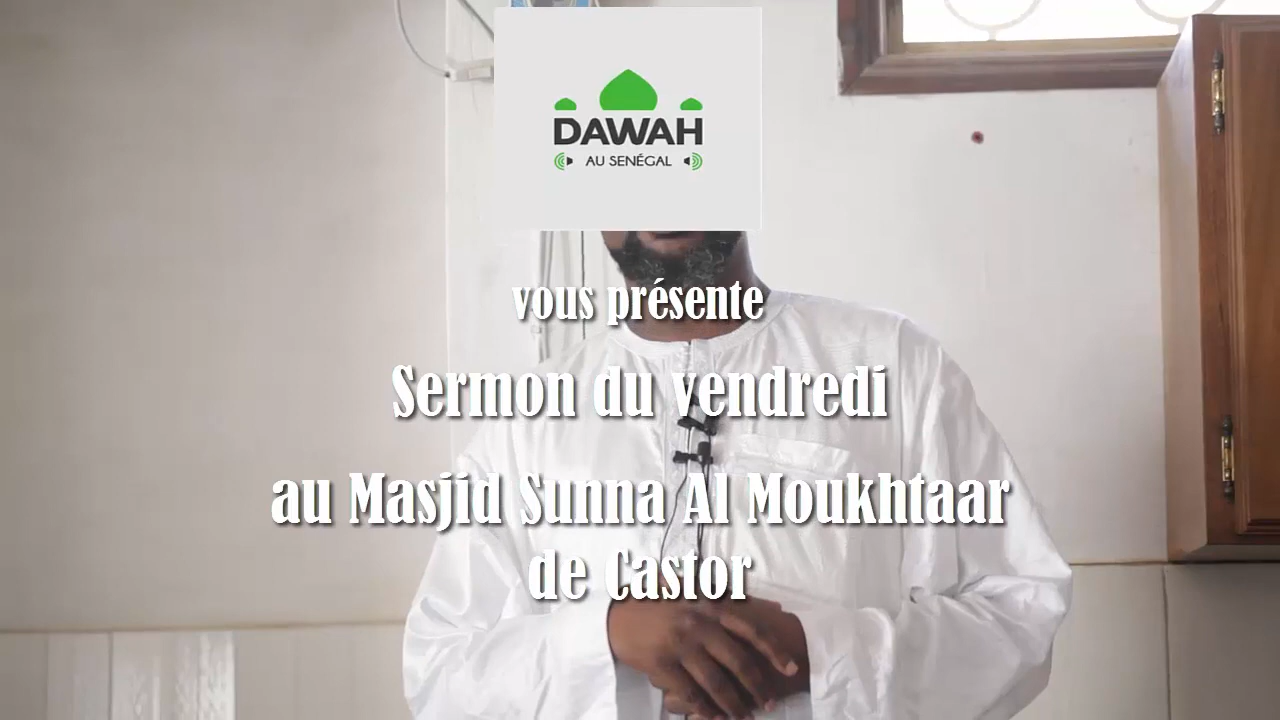 DAWAH
AU SENÉGAL
vous présente
Sermon du vendredi
au Masjid Sunna Al Moukhtaar
de Castor